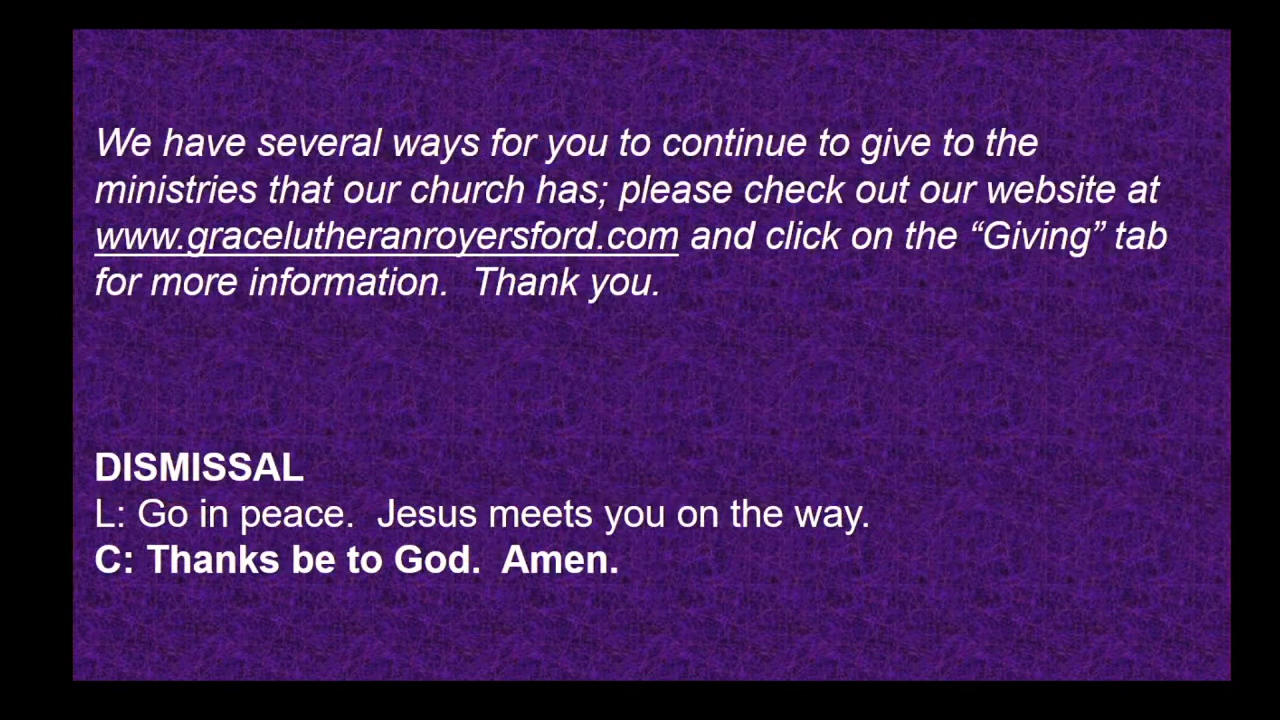 We have several ways for you to continue to give to the
ministries that our church has; please check out our website at
www.gracelutheranroyersford.com and click on the “Giving” tab
for more information.  Thank you.
DISMISSAL
L: Go in peace.  Jesus meets you on the way.
C: Thanks be to God.  Amen.